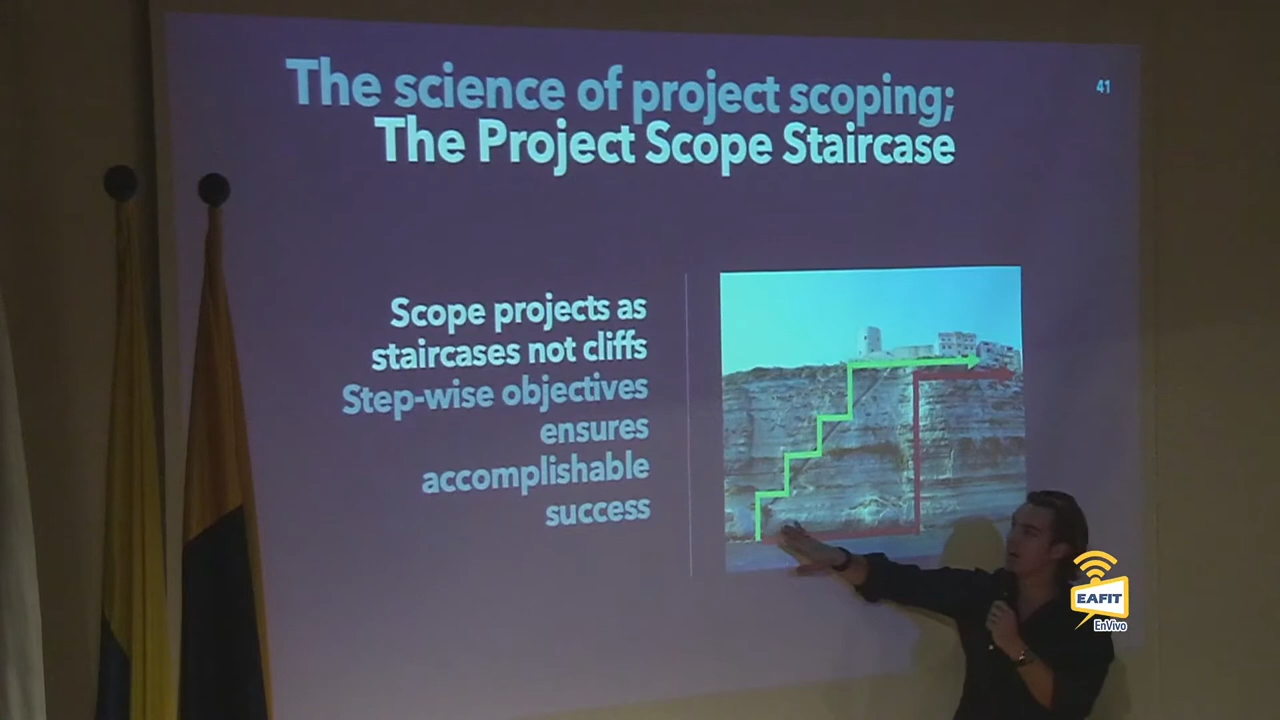 The science of project scoping;
The Project Scope Staircase
41
Scope projects as
staircases not cliffs
Step-wise objectives
ensures
accomplishable
success
EAFIT
EnVivo